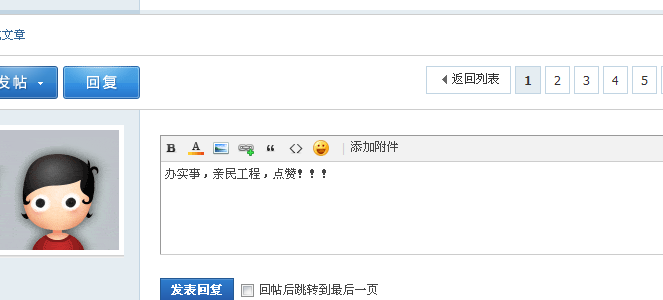 文章
发帖
回复
返回列表 1 2 3 4 5
B A 添加附件
办实事，亲民工程，点赞！！！
发表回复 回帖后跳转到最后一页